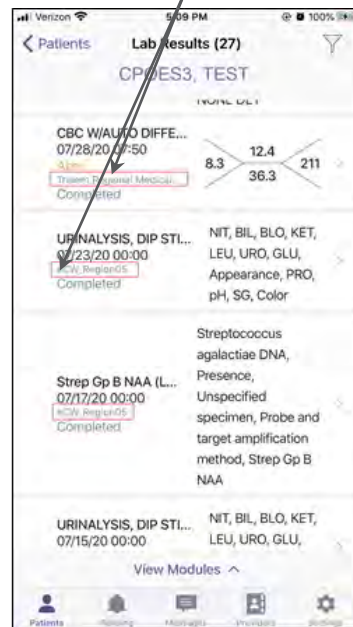 Verizon 5:09 PM 100%
Patients Lab Results (27)
CPOES3, TEST
NONE DET
CBC W/AUTO DIFFE...
07/28/20 07:50
Completed
8.3 12.4 36.3 211
URINALYSIS, DIP STI...
07/23/20 00:00
eCW_Region05
Completed
NIT, BIL, BLO, KET,
LEU, URO, GLU,
Appearance, PRO,
pH, SG, Color
Strep Gp B NAA (L...
07/17/20 00:00
eCW_Region05
Completed
Streptococcus
agalactiae DNA,
Presence,
Unspecified
specimen, Probe and
target amplification
method, Strep Gp B
NAA
URINALYSIS, DIP STI...
07/15/20 00:00
NIT, BIL, BLO, KET,
LEU, URO, GLU,
View Modules
Patients Messages Providers Settings